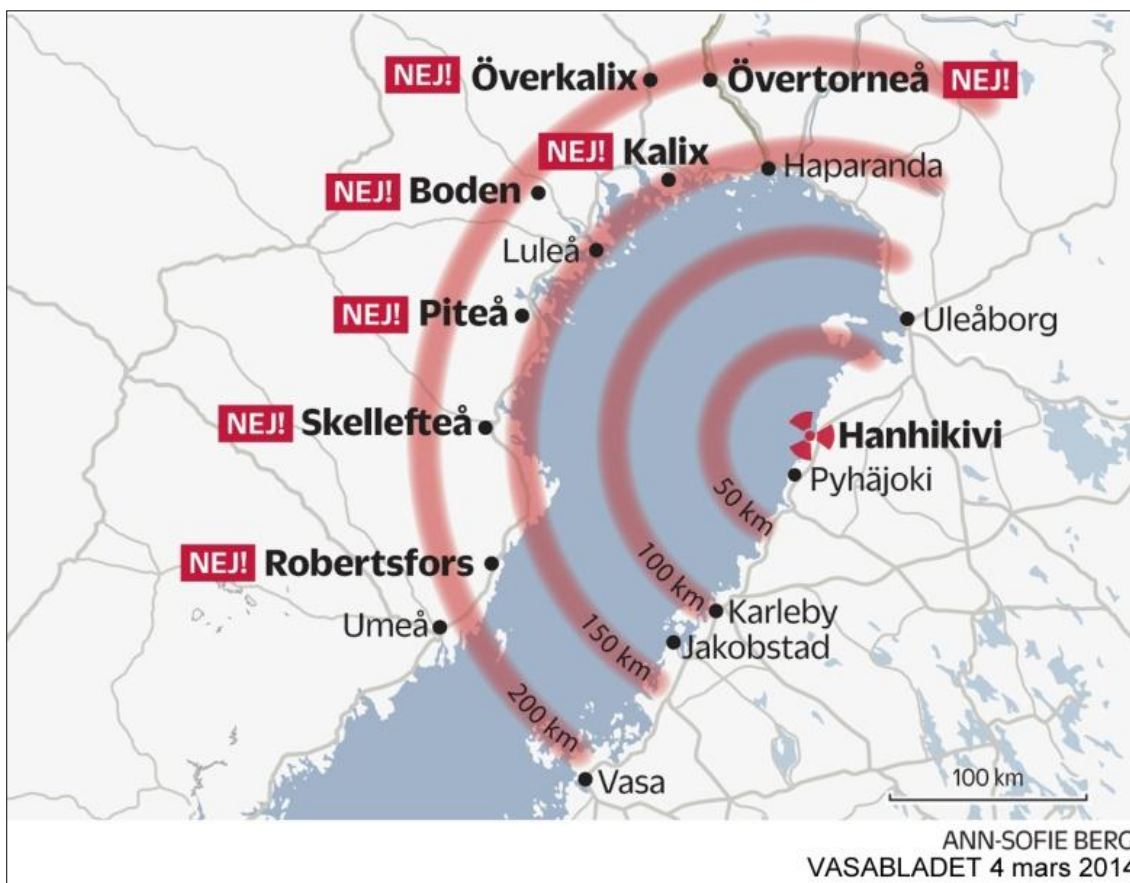 NEJ! Överkalix
Övertorneå NEJ!
NEJ! Kalix
Haparanda
NEJ! Boden
Luleå
NEJ! Piteå
Uleåborg
NEJ! Skellefteå
Hanhikivi
Pyhäjoki
50 km
NEJ! Robertsfors
100 km
Karleby
Umeå
150 km
Jakobstad
200 km
Vasa
100 km
ANN-SOFIE BERG
VASABLADET 4 mars 2014